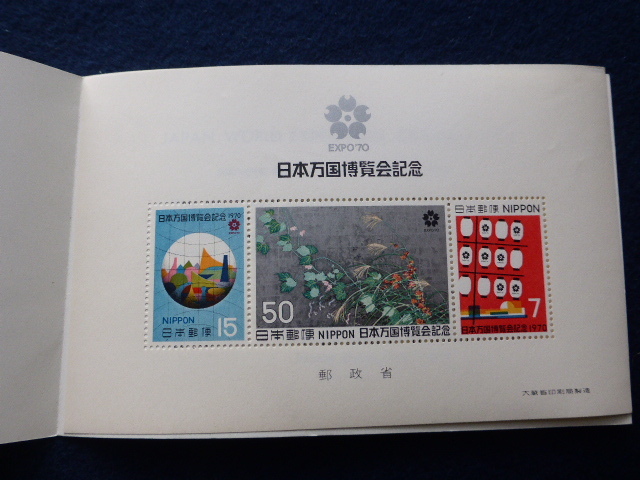 EXPO'70
日本万国博覧会記念
日本万国博覧会記念 1970
NIPPON
日本郵便 15
50
日本郵便 NIPPON 日本万国博覧会記念 1970
日本郵便 NIPPON
7
日本万国博覧会記念 1970
郵政省
大蔵省印刷局製造